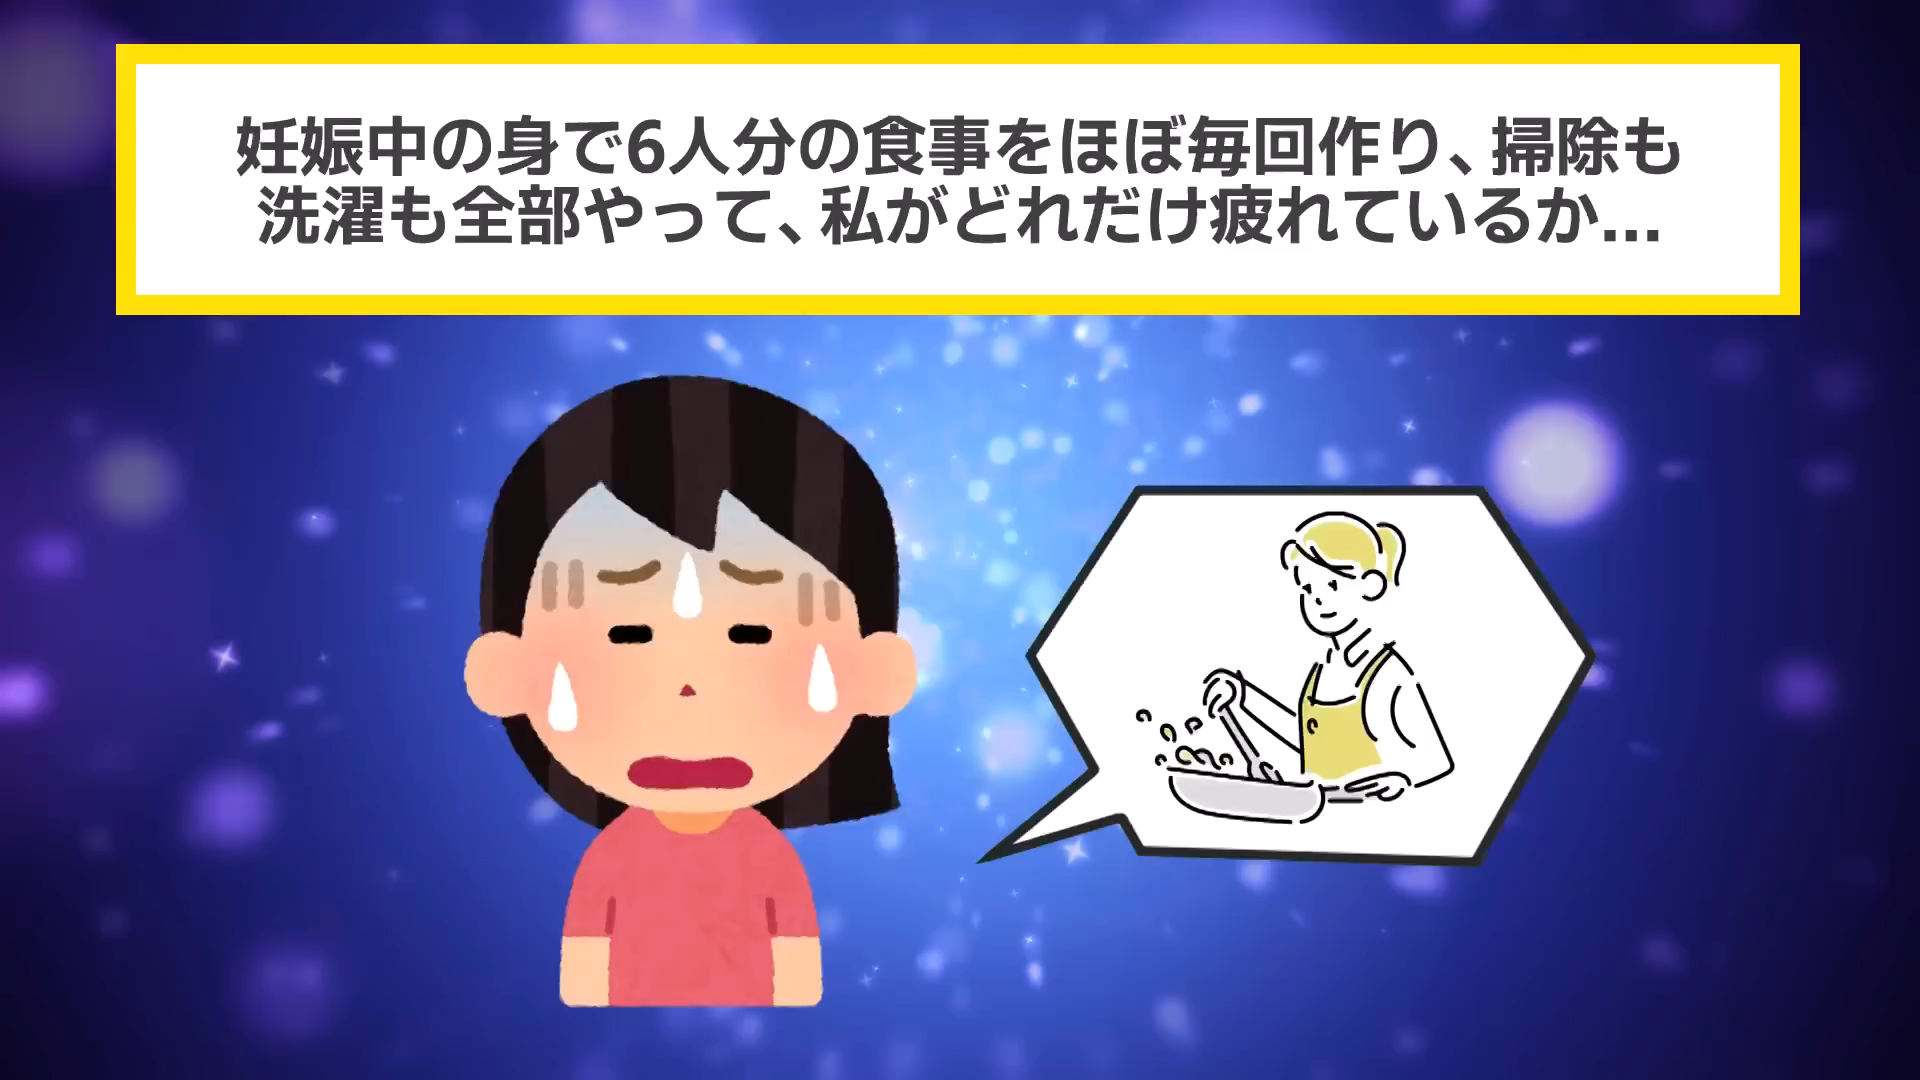 妊娠中の身で6人分の食事をほぼ毎回作り、掃除も
洗濯も全部やって、私がどれだけ疲れているか...